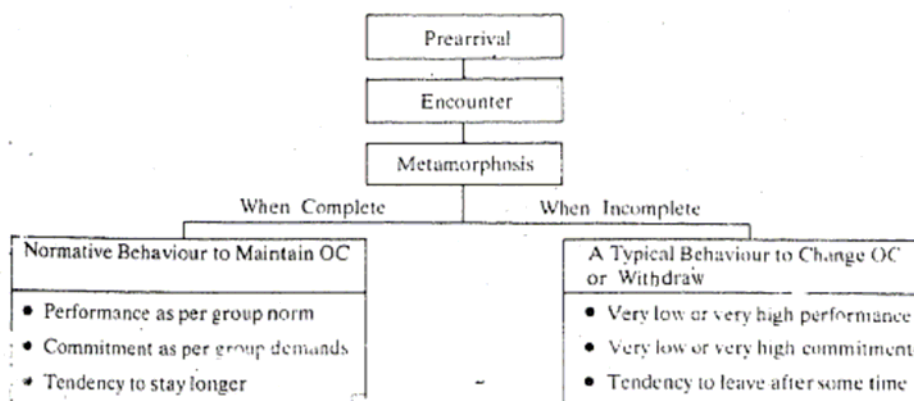 Prearrival
Encounter
Metamorphosis
When Complete
When Incomplete
Normative Behaviour to Maintain OC
● Performance as per group norm
● Commitment as per group demands
● Tendency to stay longer
A Typical Behaviour to Change OC
or Withdraw
● Very low or very high performance
● Very low or very high commitment
● Tendency to leave after some time